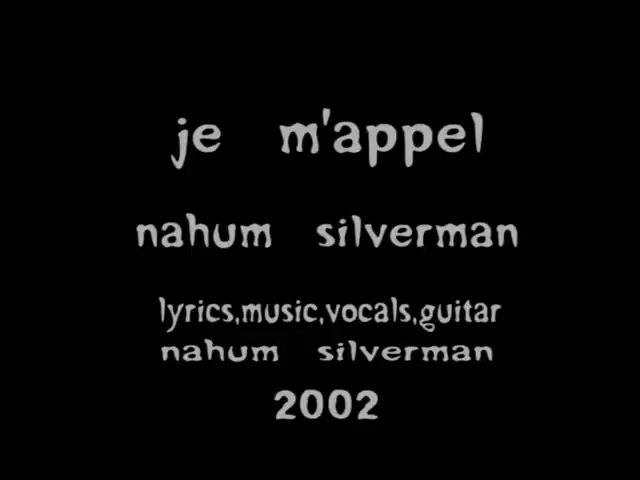 je m'appel
nahum silverman
lyrics,music,vocals,guitar
nahum silverman
2002